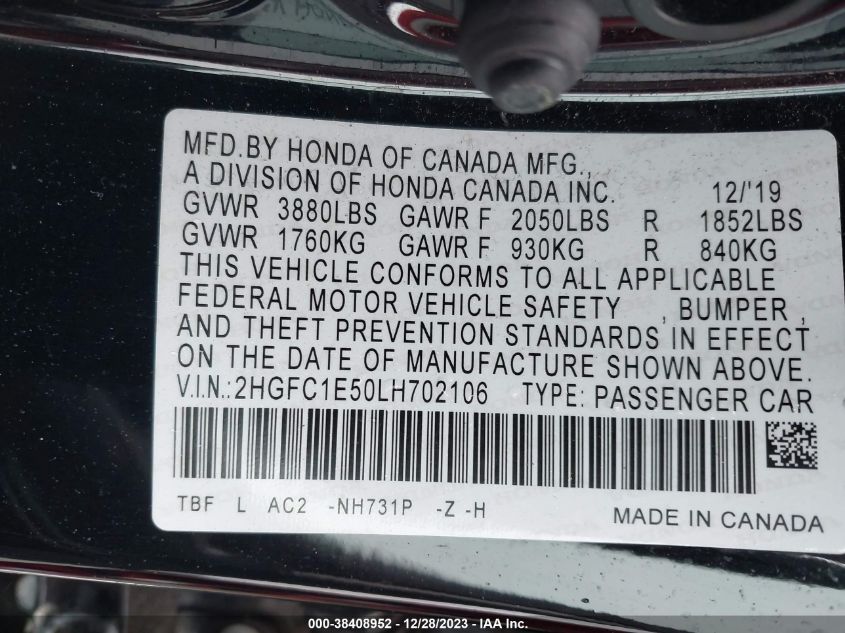 MFD.BY HONDA OF CANADA MFG.,
A DIVISION OF HONDA CANADA INC. 12/'19
GVWR 3880LBS GAWR F 2050LBS R 1852LBS
GVWR 1760KG GAWR F 930KG R 840KG
THIS VEHICLE CONFORMS TO ALL APPLICABLE
FEDERAL MOTOR VEHICLE SAFETY , BUMPER ,
AND THEFT PREVENTION STANDARDS IN EFFECT
ON THE DATE OF MANUFACTURE SHOWN ABOVE.
V.I.N.:2HGFC1E50LH702106 TYPE: PASSENGER CAR
TBF L AC2 -NH731P -Z -H MADE IN CANADA
000-38408952 - 12/28/2023 - IAA Inc.